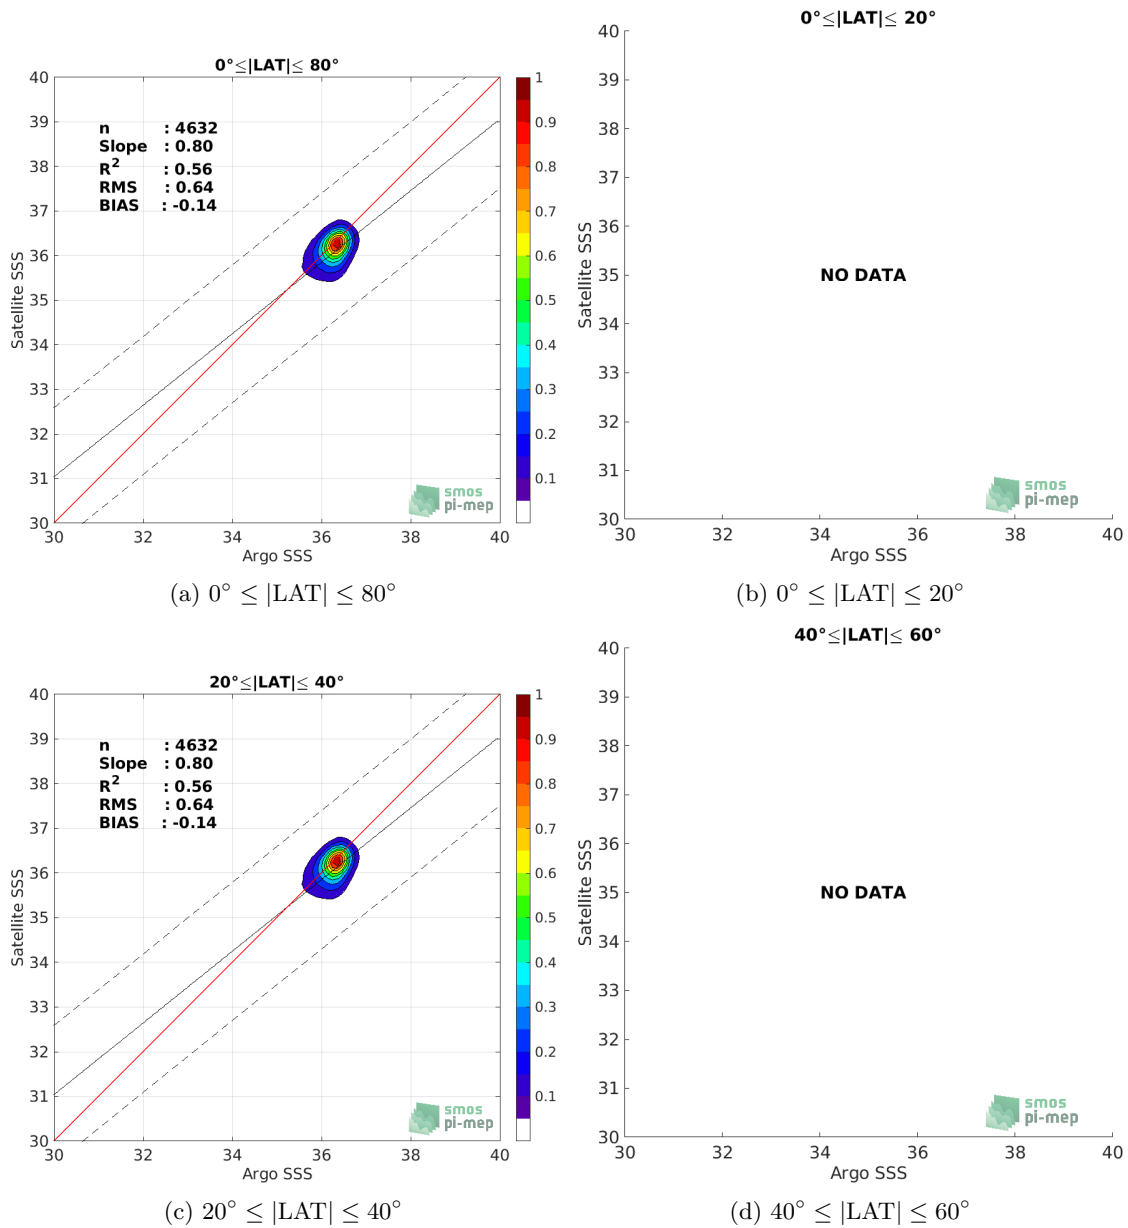 0°≤|LAT|≤ 80°
40
39
38
37
36
35
34
33
32
31
30
Satellite SSS
n : 4632
Slope : 0.80
R² : 0.56
RMS : 0.64
BIAS : -0.14
smos
pi-mep
30 32 34 36 38 40
Argo SSS
1
0.9
0.8
0.7
0.6
0.5
0.4
0.3
0.2
0.1
(a) 0° ≤ |LAT| ≤ 80°
0°≤|LAT|≤ 20°
40
39
38
37
36
35
34
33
32
31
30
Satellite SSS
NO DATA
smos
pi-mep
30 32 34 36 38 40
Argo SSS
(b) 0° ≤ |LAT| ≤ 20°
20°≤|LAT|≤ 40°
40
39
38
37
36
35
34
33
32
31
30
Satellite SSS
n : 4632
Slope : 0.80
R² : 0.56
RMS : 0.64
BIAS : -0.14
smos
pi-mep
30 32 34 36 38 40
Argo SSS
1
0.9
0.8
0.7
0.6
0.5
0.4
0.3
0.2
0.1
(c) 20° ≤ |LAT| ≤ 40°
40°≤|LAT|≤ 60°
40
39
38
37
36
35
34
33
32
31
30
Satellite SSS
NO DATA
smos
pi-mep
30 32 34 36 38 40
Argo SSS
(d) 40° ≤ |LAT| ≤ 60°